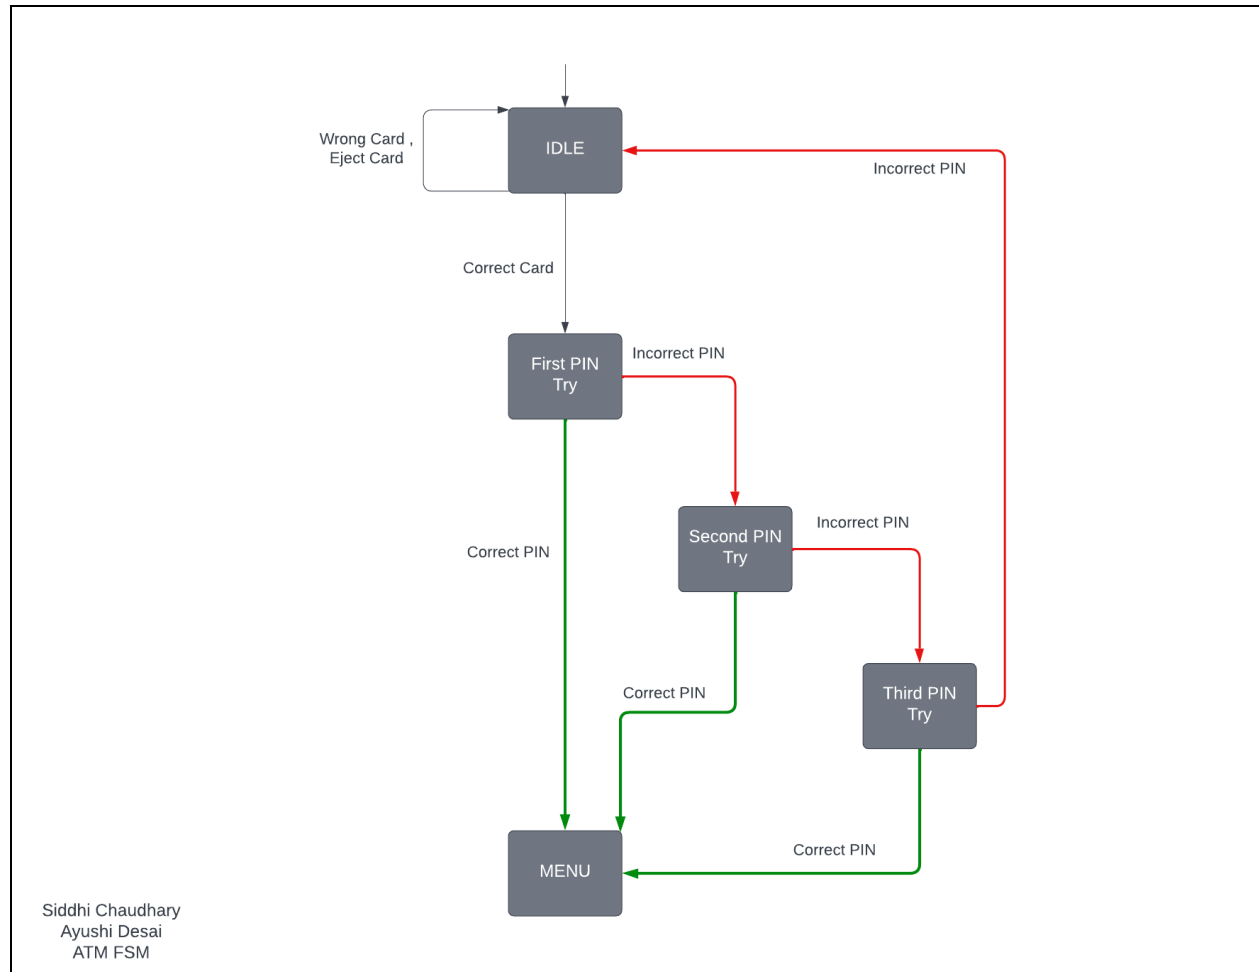 Wrong Card ,
Eject Card
IDLE
Incorrect PIN
Correct Card
First PIN
Try
Incorrect PIN
Correct PIN
Second PIN
Try
Incorrect PIN
Correct PIN
Third PIN
Try
Correct PIN
MENU
Siddhi Chaudhary
Ayushi Desai
ATM FSM